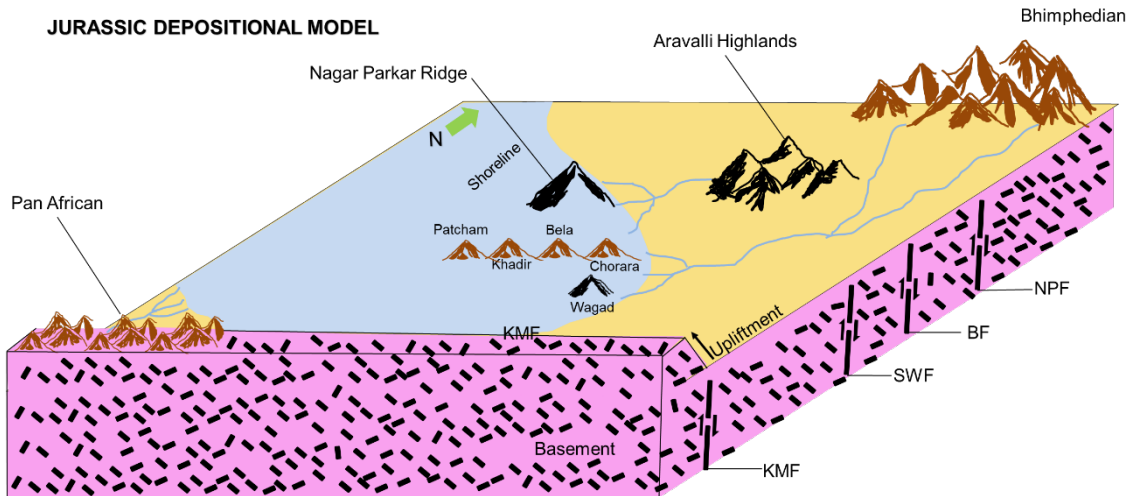 JURASSIC DEPOSITIONAL MODEL
Bhimphedian
Aravalli Highlands
Nagar Parkar Ridge
N
Shoreline
Pan African
Patcham
Bela
Khadir
Chorara
Wagad
KMF
Upliftment
NPF
BF
SWF
Basement
KMF